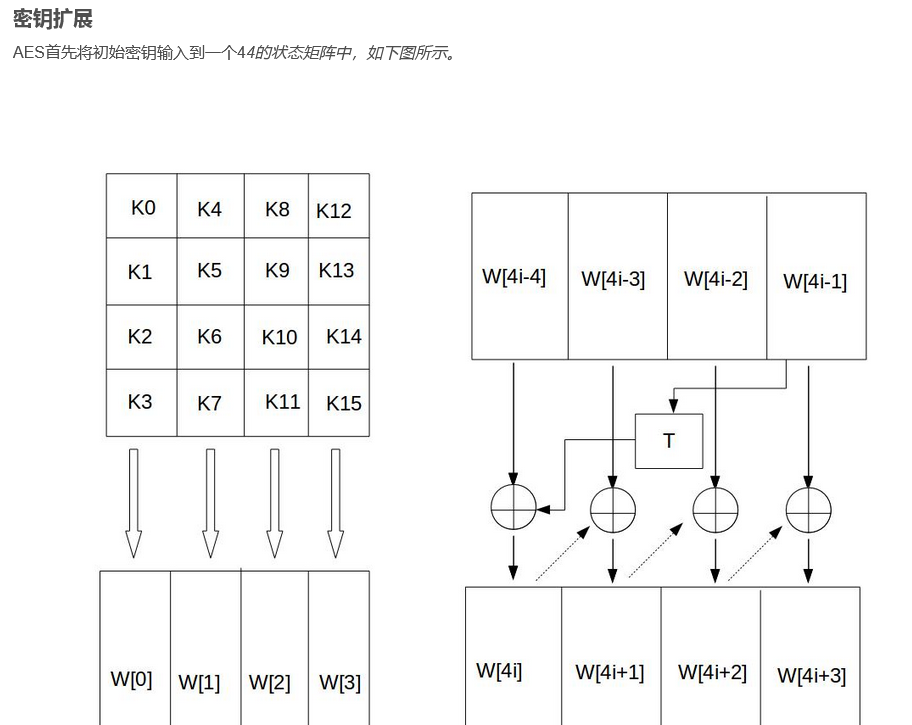 密钥扩展
AES首先将初始密钥输入到一个44的状态矩阵中，如下图所示。
K0 K4 K8 K12
K1 K5 K9 K13
K2 K6 K10 K14
K3 K7 K11 K15
W[0] W[1] W[2] W[3]
W[4i-4] W[4i-3] W[4i-2] W[4i-1]
T
W[4i] W[4i+1] W[4i+2] W[4i+3]